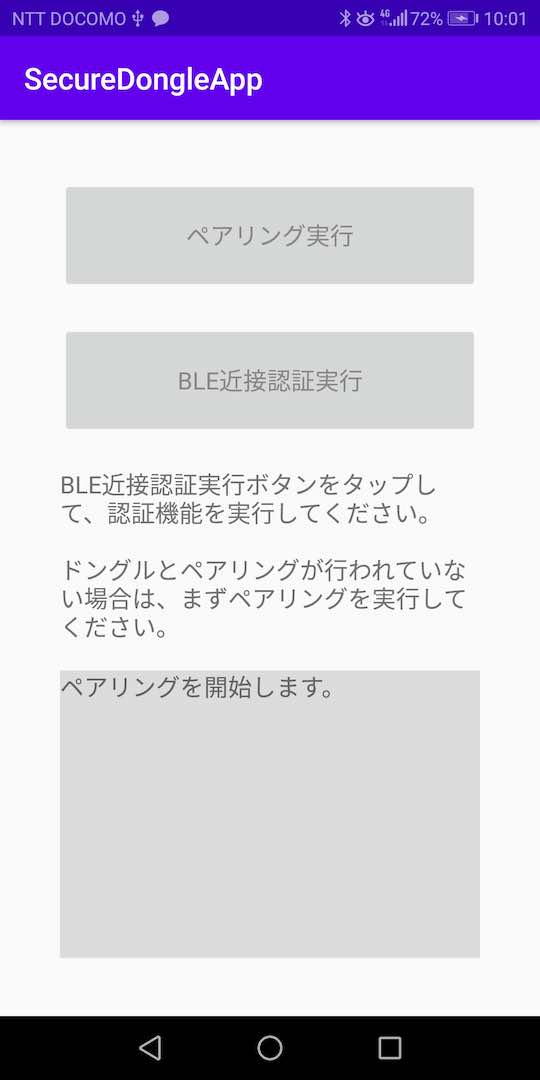 NTT DOCOMO 4G 72% 10:01
SecureDongleApp
ペアリング実行
BLE近接認証実行
BLE近接認証実行ボタンをタップし
て、認証機能を実行してください。
ドングルとペアリングが行われていな
い場合は、まずペアリングを実行して
ください。
ペアリングを開始します。